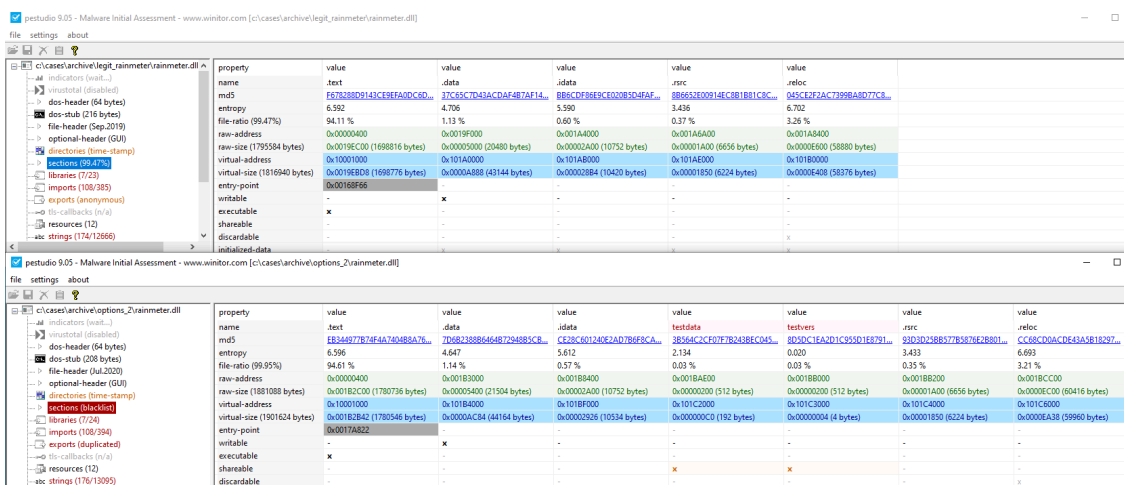 pestudio 9.05 - Malware Initial Assessment - www.winitor.com [c:\cases\archive\legit_rainmeter\rainmeter.dll]
file settings about
c:\cases\archive\legit_rainmeter\rainmeter.dll
indicators (wait...)
virustotal (disabled)
dos-header (64 bytes)
dos-stub (216 bytes)
file-header (Sep.2019)
optional-header (GUI)
directories (time-stamp)
sections (99.47%)
libraries (7/23)
imports (108/385)
exports (anonymous)
tls-callbacks (n/a)
resources (12)
abc strings (174/12666)
property value value value value value
name .text .data .idata .rsrc .reloc
md5 F678288D9143CE9EFA0DC6D... 37C65C7D43ACDAF4B7AF14... BB6CDF86E9CE020B5D4FAF... 8B6652E00914EC8B1B81C8C... 045CE2F2AC7399BA8D77C8...
entropy 6.592 4.706 5.590 3.436 6.702
file-ratio (99.47%) 94.11 % 1.13 % 0.60 % 0.37 % 3.26 %
raw-address 0x00000400 0x0019F000 0x001A4000 0x001A6A00 0x001A8400
raw-size (1795584 bytes) 0x0019EC00 (1698816 bytes) 0x00005000 (20480 bytes) 0x00002A00 (10752 bytes) 0x00001A00 (6656 bytes) 0x0000E600 (58880 bytes)
virtual-address 0x10001000 0x101A0000 0x101AB000 0x101AE000 0x101B0000
virtual-size (1816940 bytes) 0x0019EBD8 (1698776 bytes) 0x0000A888 (43144 bytes) 0x000028B4 (10420 bytes) 0x00001850 (6224 bytes) 0x0000E408 (58376 bytes)
entry-point 0x00168F66 - - - -
writable - x - - -
executable x - - - -
shareable - - - - -
discardable - - - - x
initialized-data - x x x x
pestudio 9.05 - Malware Initial Assessment - www.winitor.com [c:\cases\archive\options_2\rainmeter.dll]
file settings about
c:\cases\archive\options_2\rainmeter.dll
indicators (wait...)
virustotal (disabled)
dos-header (64 bytes)
dos-stub (208 bytes)
file-header (Jul.2020)
optional-header (GUI)
directories (time-stamp)
sections (blacklist)
libraries (7/24)
imports (108/394)
exports (duplicated)
tls-callbacks (n/a)
resources (12)
abc strings (176/13095)
property value value value value value value value
name .text .data .idata testdata testvers .rsrc .reloc
md5 EB344977B74F4A7404B8A76... 7D6B2388B6464B72948B5CB... CE28C601240E2AD7B6F8CA... 3B564C2CF07F7B243BEC045... 8D5DC1EA2D1C955D1E8791... 93D3D25BB577B5876E2B801... CC68CD0ACDE43A5B18297...
entropy 6.596 4.647 5.612 2.134 0.020 3.433 6.693
file-ratio (99.95%) 94.61 % 1.14 % 0.57 % 0.03 % 0.03 % 0.35 % 3.21 %
raw-address 0x00000400 0x001B3000 0x001B8400 0x001BAE00 0x001BB000 0x001BB200 0x001BCC00
raw-size (1881088 bytes) 0x001B2C00 (1780736 bytes) 0x00005400 (21504 bytes) 0x00002A00 (10752 bytes) 0x00000200 (512 bytes) 0x00000200 (512 bytes) 0x00001A00 (6656 bytes) 0x0000EC00 (60416 bytes)
virtual-address 0x10001000 0x101B4000 0x101BF000 0x101C2000 0x101C3000 0x101C4000 0x101C6000
virtual-size (1901624 bytes) 0x001B2B42 (1780546 bytes) 0x0000AC84 (44164 bytes) 0x00002926 (10534 bytes) 0x000000C0 (192 bytes) 0x00000004 (4 bytes) 0x00001850 (6224 bytes) 0x0000EA38 (59960 bytes)
entry-point 0x0017A822 - - - - - -
writable - x - - - - -
executable x - - - - - -
shareable - - - x x - -
discardable - - - - - - x